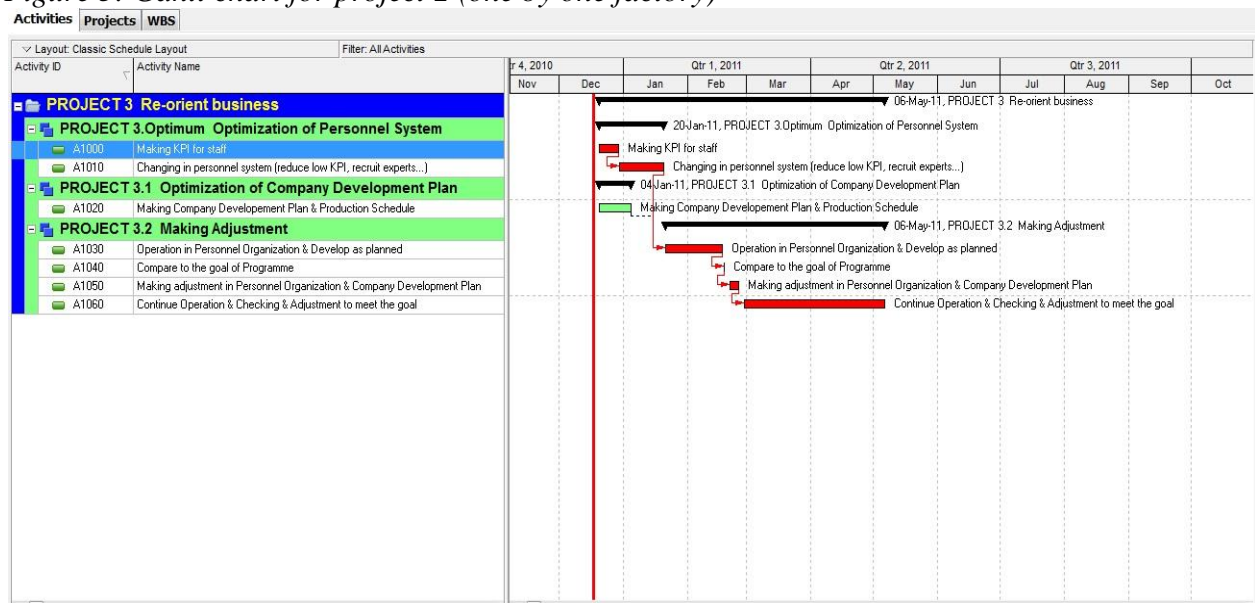 Figure 5: Gantt chart for project 2 (one by one factory)
Activities Projects WBS
Layout: Classic Schedule Layout Filter: All Activities
Activity ID Activity Name r 4, 2010 Qtr 1, 2011 Qtr 2, 2011 Qtr 3, 2011
Nov Dec Jan Feb Mar Apr May Jun Jul Aug Sep Oct
PROJECT 3 Re-orient business 06-May-11, PROJECT 3 Re-orient business
PROJECT 3.Optimum Optimization of Personnel System 20-Jan-11, PROJECT 3.Optimum Optimization of Personnel System
A1000 Making KPI for staff Making KPI for staff
A1010 Changing in personnel system (reduce low KPI, recruit experts...) Changing in personnel system (reduce low KPI, recruit experts...)
PROJECT 3.1 Optimization of Company Development Plan 04-Jan-11, PROJECT 3.1 Optimization of Company Development Plan
A1020 Making Company Developement Plan & Production Schedule Making Company Developement Plan & Production Schedule
PROJECT 3.2 Making Adjustment 06-May-11, PROJECT 3.2 Making Adjustment
A1030 Operation in Personnel Organization & Develop as planned Operation in Personnel Organization & Develop as planned
A1040 Compare to the goal of Programme Compare to the goal of Programme
A1050 Making adjustment in Personnel Organization & Company Development Plan Making adjustment in Personnel Organization & Company Development Plan
A1060 Continue Operation & Checking & Adjustment to meet the goal Continue Operation & Checking & Adjustment to meet the goal